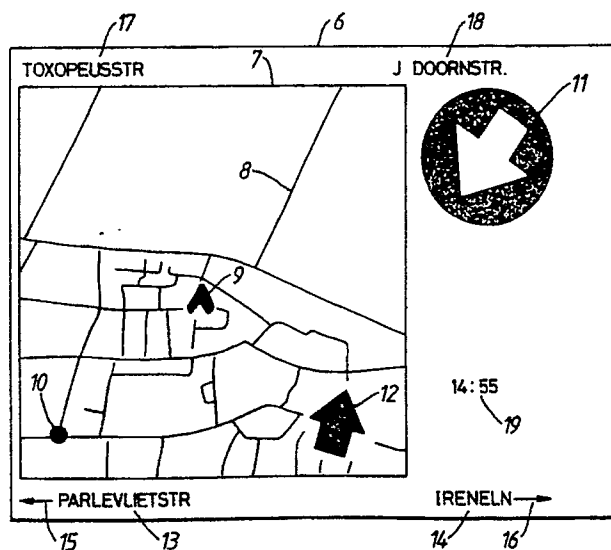 17 6 18
TOXOPEUSSTR 7 J DOORNSTR.
11
8
9
10 12
14:55
19
PARLEVLIETSTR IRENELN
15 13 14 16